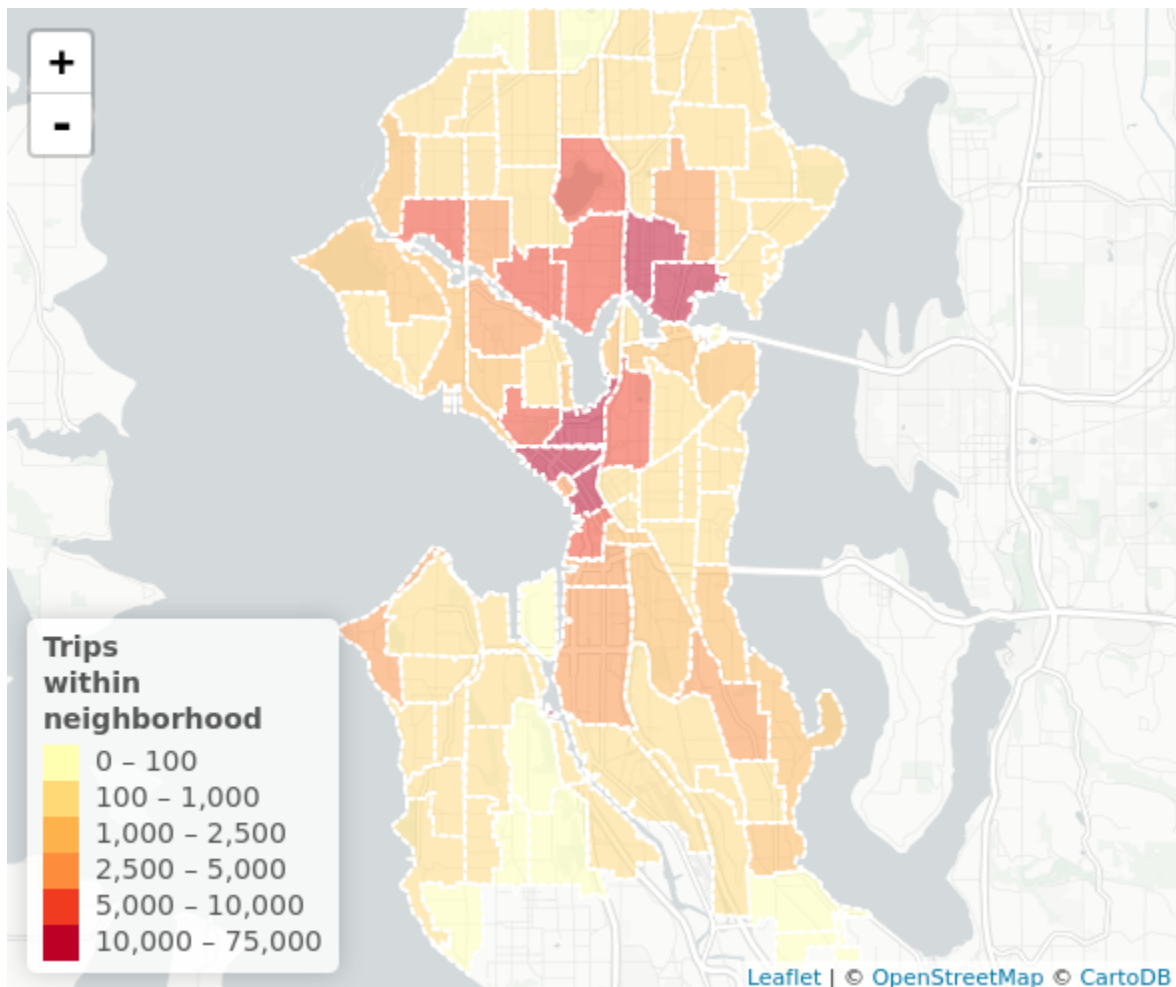 +
-
Trips
within
neighborhood
0 – 100
100 – 1,000
1,000 – 2,500
2,500 – 5,000
5,000 – 10,000
10,000 – 75,000
Leaflet | © OpenStreetMap © CartoDB